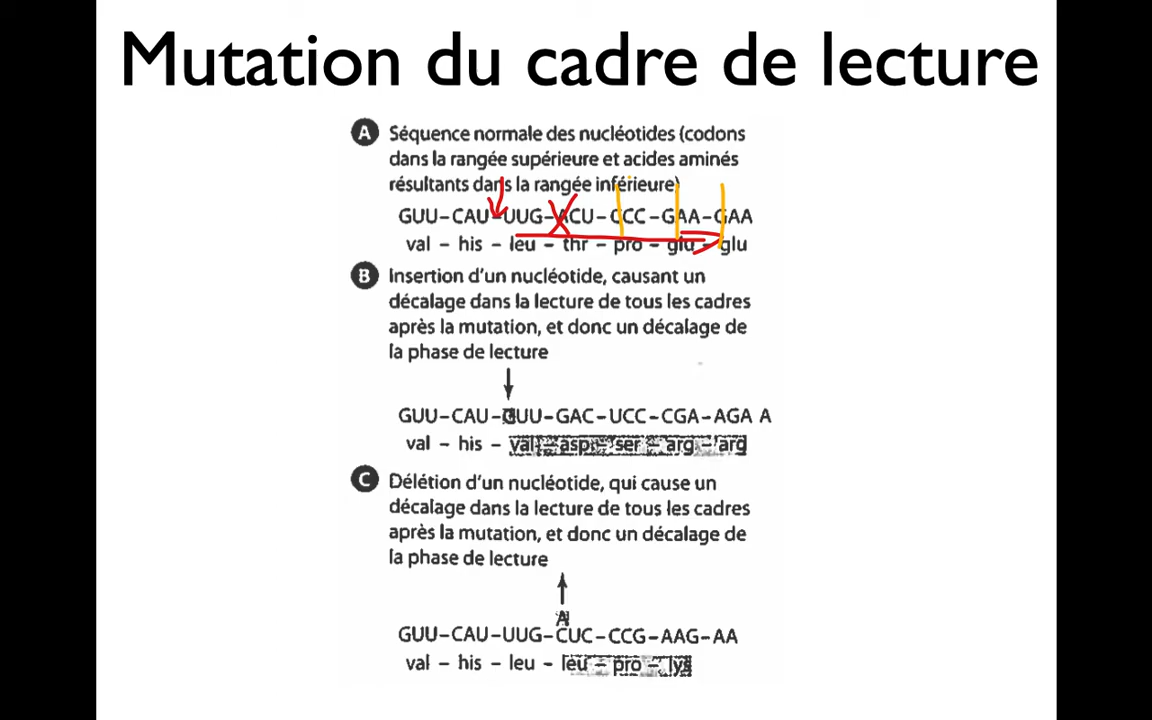 Mutation du cadre de lecture
A Séquence normale des nucléotides (codons
dans la rangée supérieure et acides aminés
résultants dans la rangée inférieure)
GUU–CAU–UUG–ACU–CCC–GAA–GAA
val – his – leu – thr – pro – glu – glu
B Insertion d'un nucléotide, causant un
décalage dans la lecture de tous les cadres
après la mutation, et donc un décalage de
la phase de lecture
GUU–CAU–GUU–GAC–UCC–CGA–AGA A
val – his – val – asp – ser – arg – arg
C Délétion d'un nucléotide, qui cause un
décalage dans la lecture de tous les cadres
après la mutation, et donc un décalage de
la phase de lecture
A
GUU–CAU–UUG–CUC–CCG–AAG–AA
val – his – leu – leu – pro – lys